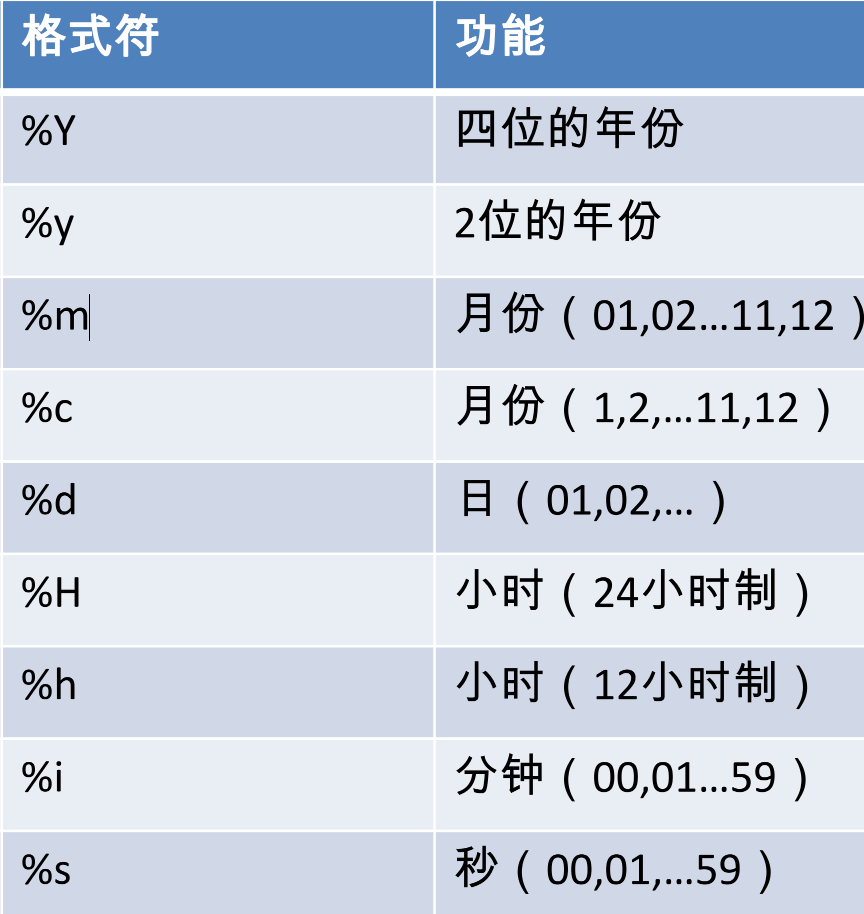 格式符 功能
%Y 四位的年份
%y 2位的年份
%m 月份（01,02…11,12）
%c 月份（1,2,…11,12）
%d 日（01,02,…）
%H 小时（24小时制）
%h 小时（12小时制）
%i 分钟（00,01…59）
%s 秒（00,01,…59）